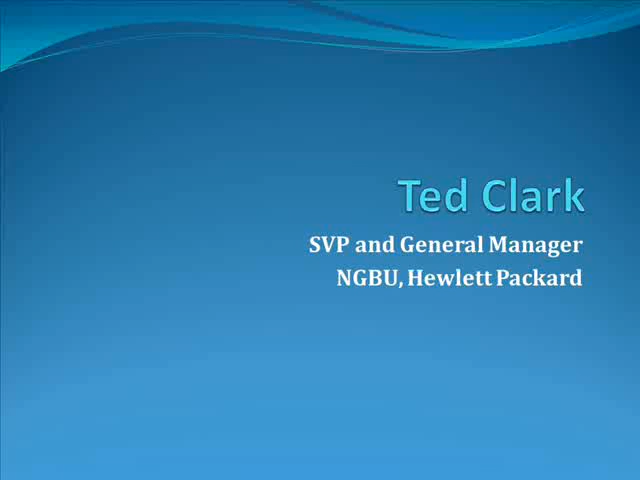 Ted Clark
SVP and General Manager
NGBU, Hewlett Packard